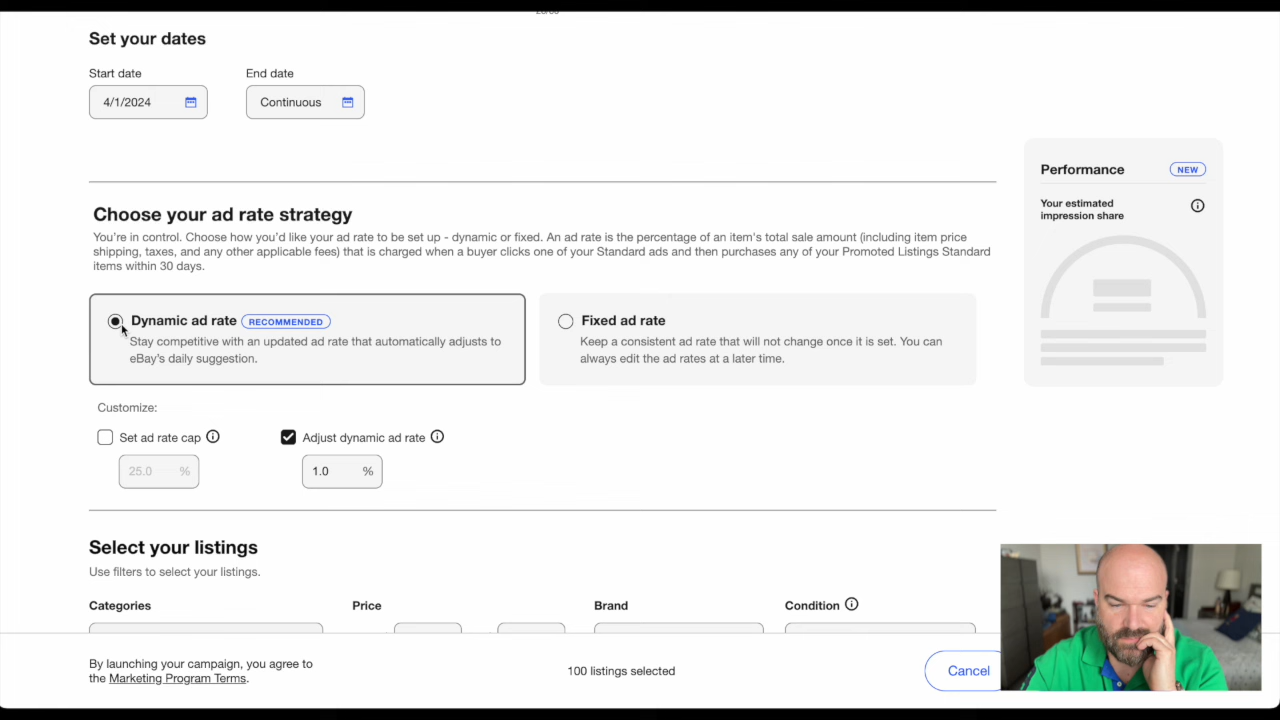 Set your dates
Start date
End date
4/1/2024
Continuous
Choose your ad rate strategy
You're in control. Choose how you'd like your ad rate to be set up - dynamic or fixed. An ad rate is the percentage of an item's total sale amount (including item price
shipping, taxes, and any other applicable fees) that is charged when a buyer clicks one of your Standard ads and then purchases any of your Promoted Listings Standard
items within 30 days.
Dynamic ad rate RECOMMENDED
Stay competitive with an updated ad rate that automatically adjusts to
eBay's daily suggestion.
Fixed ad rate
Keep a consistent ad rate that will not change once it is set. You can
always edit the ad rates at a later time.
Customize:
Set ad rate cap
Adjust dynamic ad rate
25.0 %
1.0 %
Performance NEW
Your estimated
impression share
Select your listings
Use filters to select your listings.
Categories
Price
Brand
Condition
By launching your campaign, you agree to
the Marketing Program Terms.
100 listings selected
Cancel